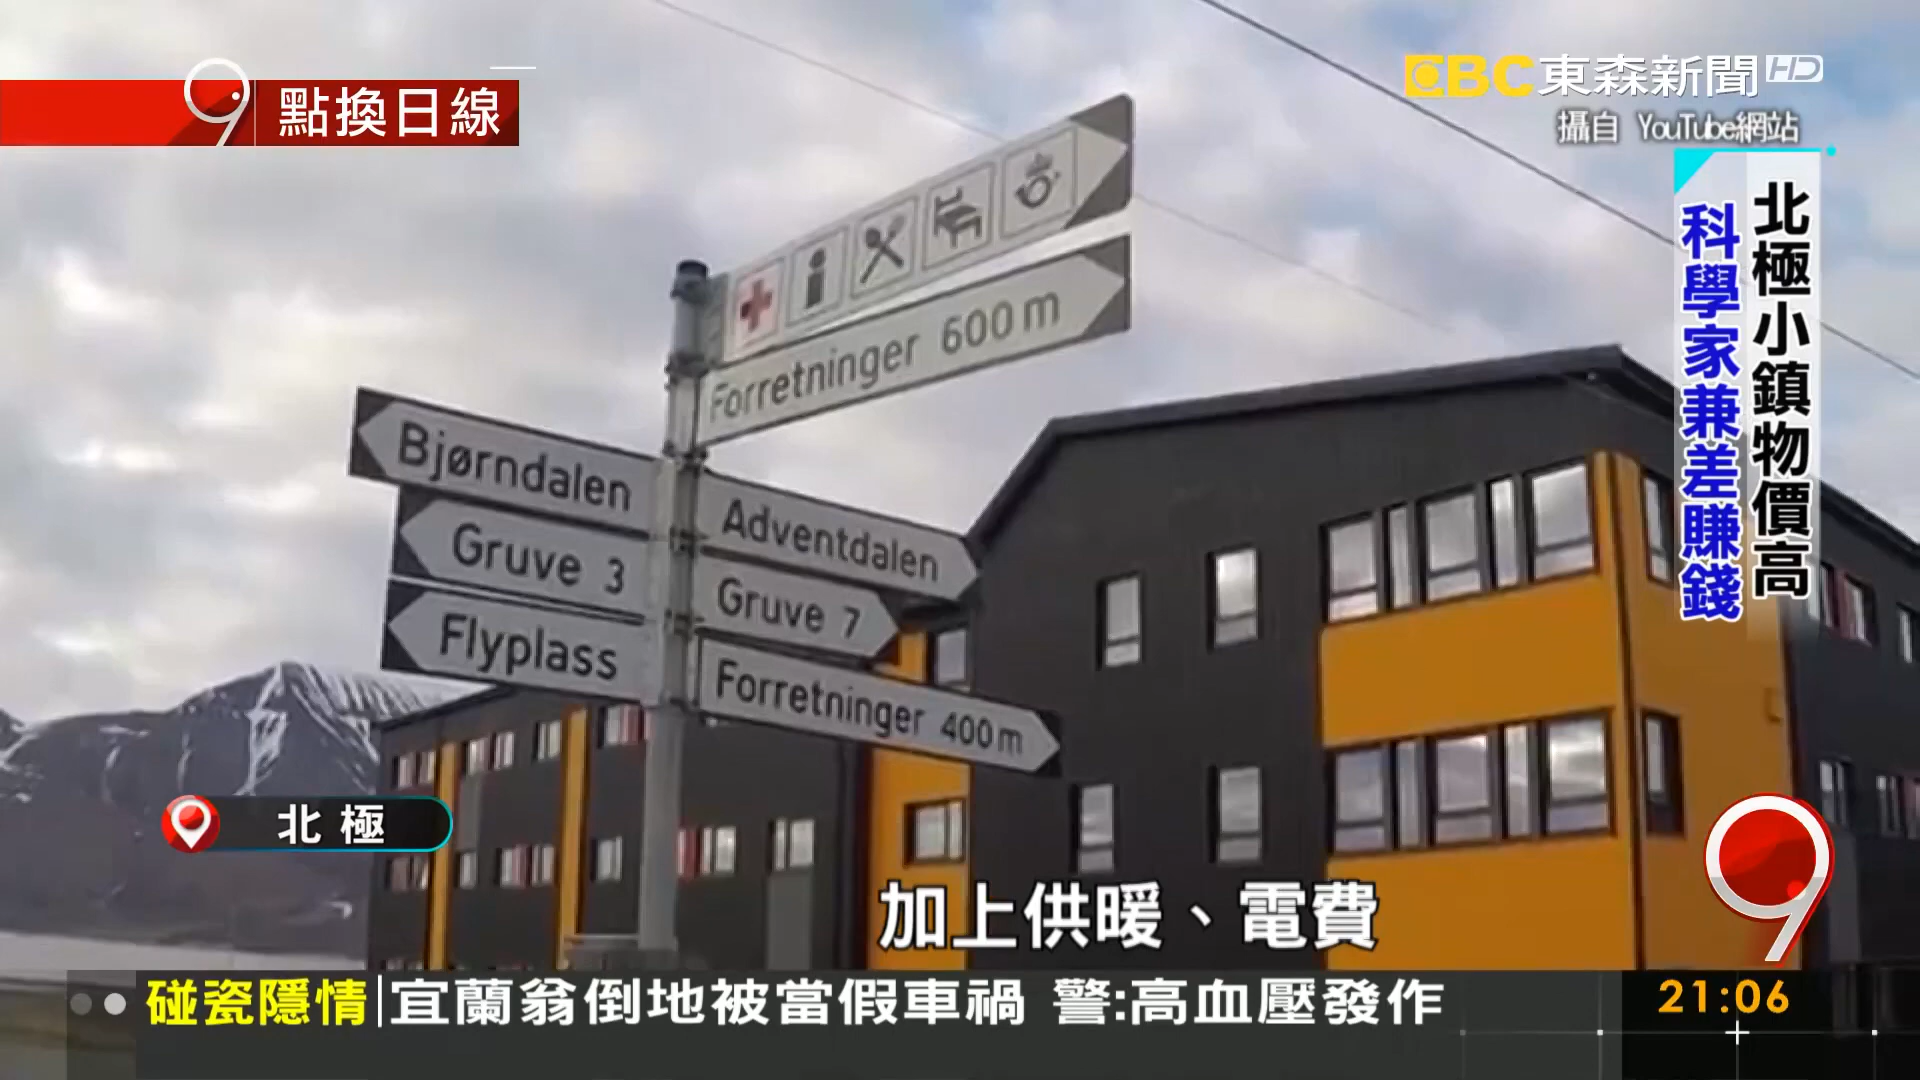 9點換日線
EBC東森新聞HD
攝自 YouTube網站
北極小鎮物價高
科學家兼差賺錢
Forretninger 600 m
Bjørndalen
Gruve 3
Flyplass
Adventdalen
Gruve 7
Forretninger 400 m
北極
9
加上供暖、電費
碰瓷隱情|宜蘭翁倒地被當假車禍 警:高血壓發作
21:06